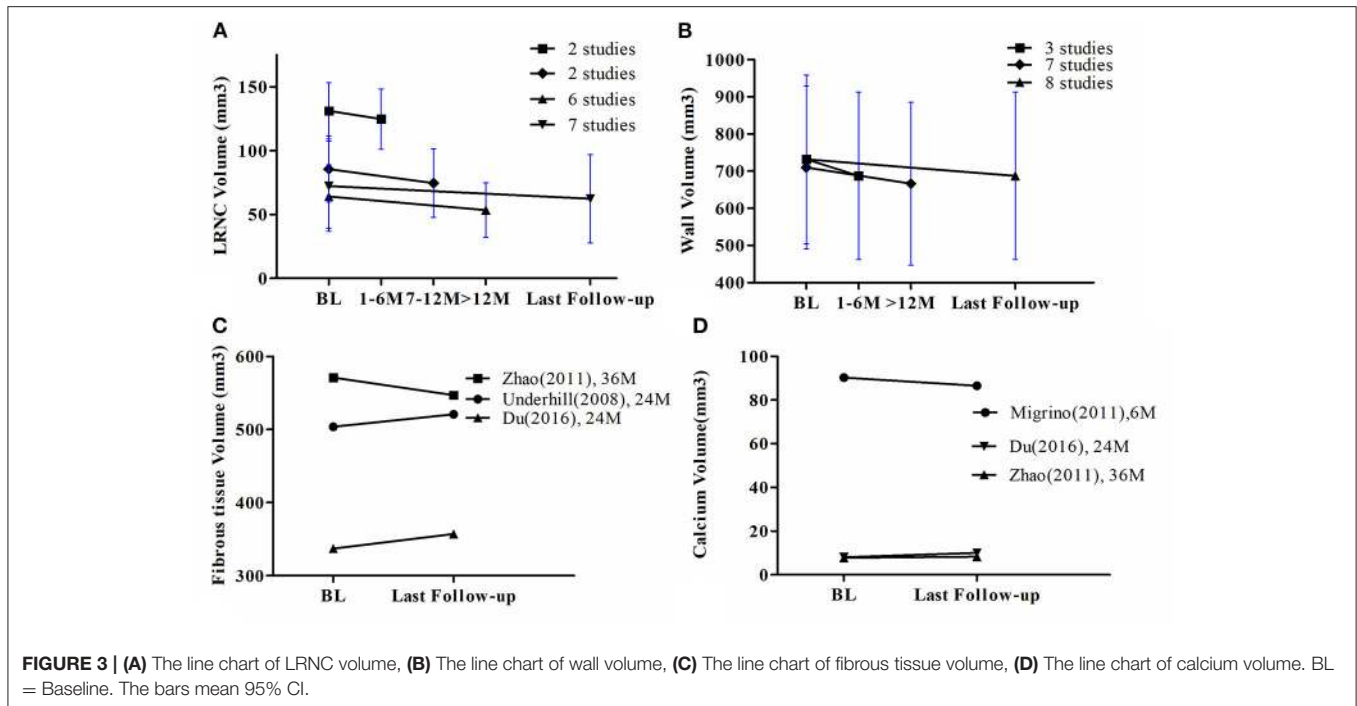 A
LRNC Volume (mm3)
150
100
50
0
BL 1-6M 7-12M >12M Last Follow-up
2 studies
2 studies
6 studies
7 studies
B
Wall Volume (mm3)
1000
900
800
700
600
500
400
BL 1-6M >12M Last Follow-up
3 studies
7 studies
8 studies
C
Fibrous tissue Volume (mm3)
600
500
400
300
BL Last Follow-up
Zhao(2011), 36M
Underhill(2008), 24M
Du(2016), 24M
D
Calcium Volume(mm3)
100
80
60
40
20
0
BL Last Follow-up
Migrino(2011),6M
Du(2016), 24M
Zhao(2011), 36M
FIGURE 3 | (A) The line chart of LRNC volume, (B) The line chart of wall volume, (C) The line chart of fibrous tissue volume, (D) The line chart of calcium volume. BL
= Baseline. The bars mean 95% CI.